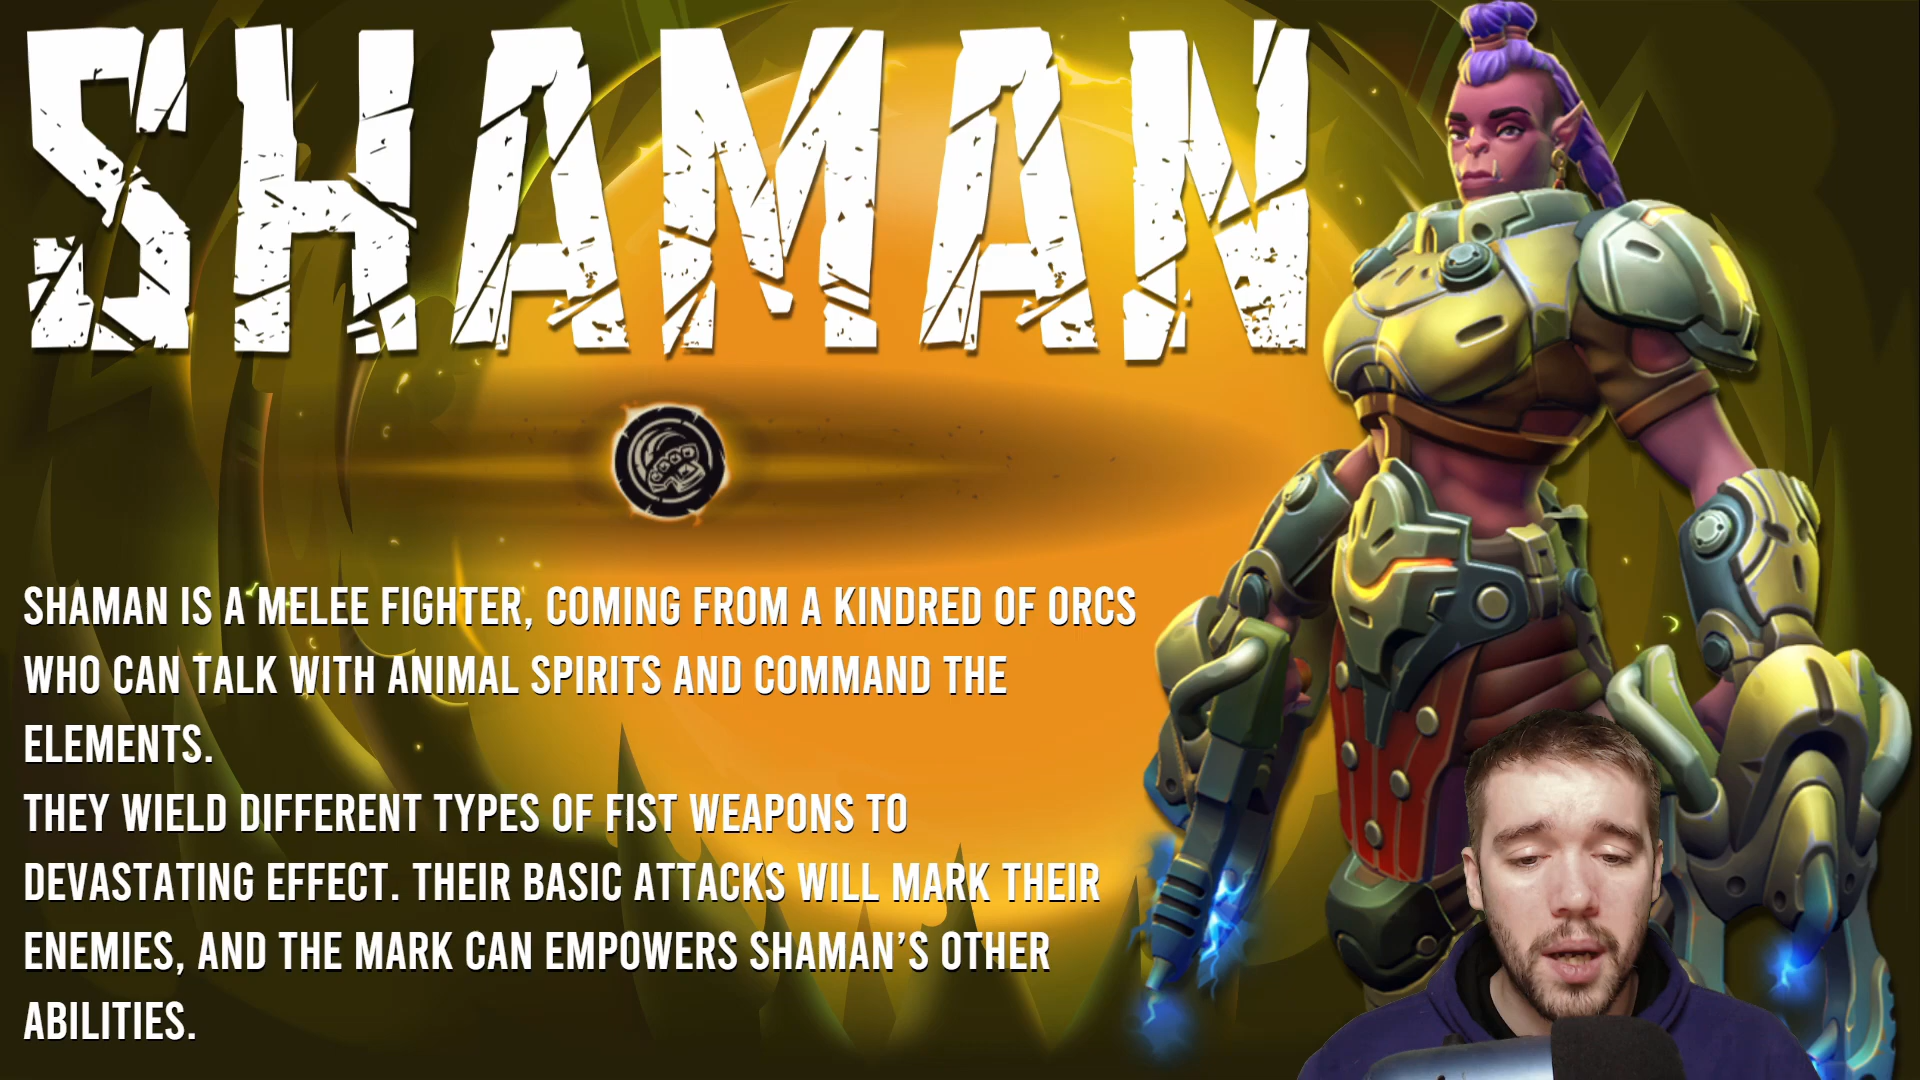 SHAMAN
SHAMAN IS A MELEE FIGHTER, COMING FROM A KINDRED OF ORCS
WHO CAN TALK WITH ANIMAL SPIRITS AND COMMAND THE
ELEMENTS.
THEY WIELD DIFFERENT TYPES OF FIST WEAPONS TO
DEVASTATING EFFECT. THEIR BASIC ATTACKS WILL MARK THEIR
ENEMIES, AND THE MARK CAN EMPOWERS SHAMAN'S OTHER
ABILITIES.